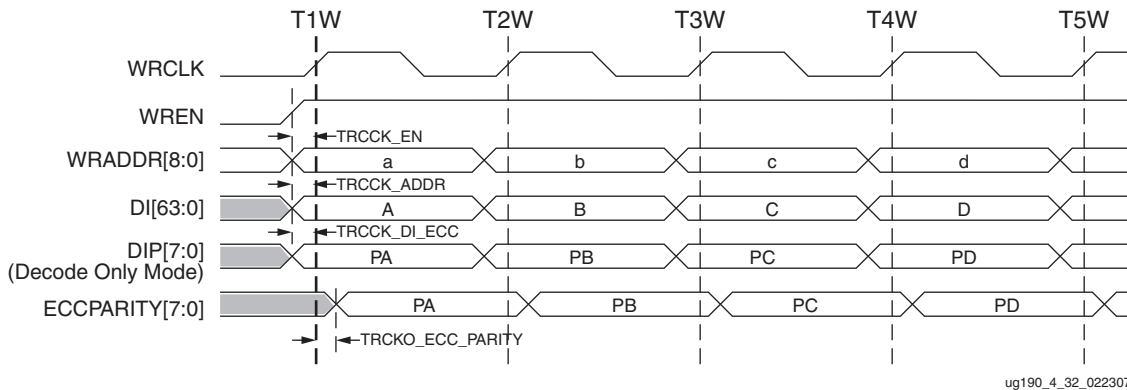 T1W T2W T3W T4W T5W
WRCLK
WREN
TRCCK_EN
WRADDR[8:0] a b c d
TRCCK_ADDR
DI[63:0] A B C D
TRCCK_DI_ECC
DIP[7:0] PA PB PC PD
(Decode Only Mode)
ECCPARITY[7:0] PA PB PC PD
TRCKO_ECC_PARITY
ug190_4_32_022307